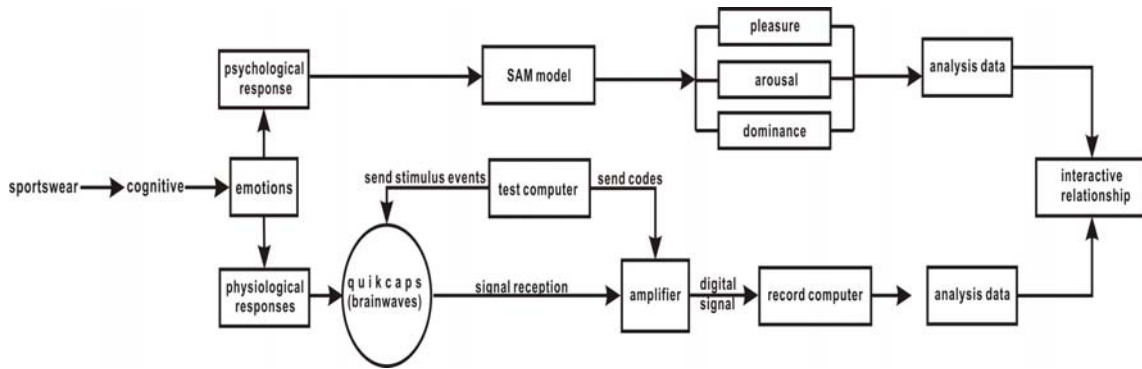 sportswear
cognitive
emotions
psychological
response
SAM model
pleasure
arousal
dominance
analysis data
physiological
responses
quikcaps
(brainwaves)
send stimulus events
test computer
send codes
signal reception
amplifier
digital
signal
record computer
analysis data
interactive
relationship